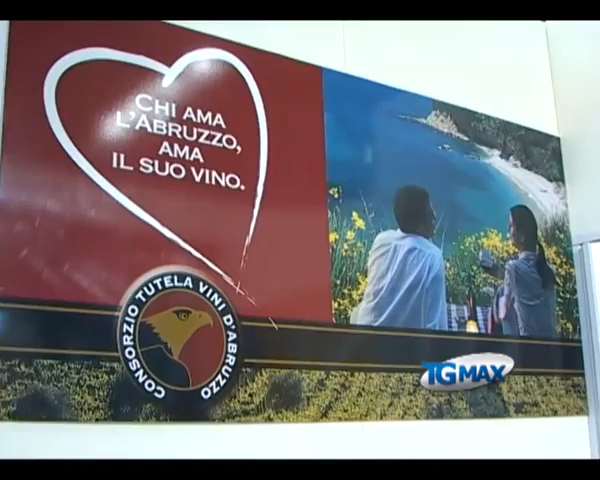 CHI AMA
L'ABRUZZO,
AMA
IL SUO VINO.
CONSORZIO TUTELA VINI D'ABRUZZO
TGMAX